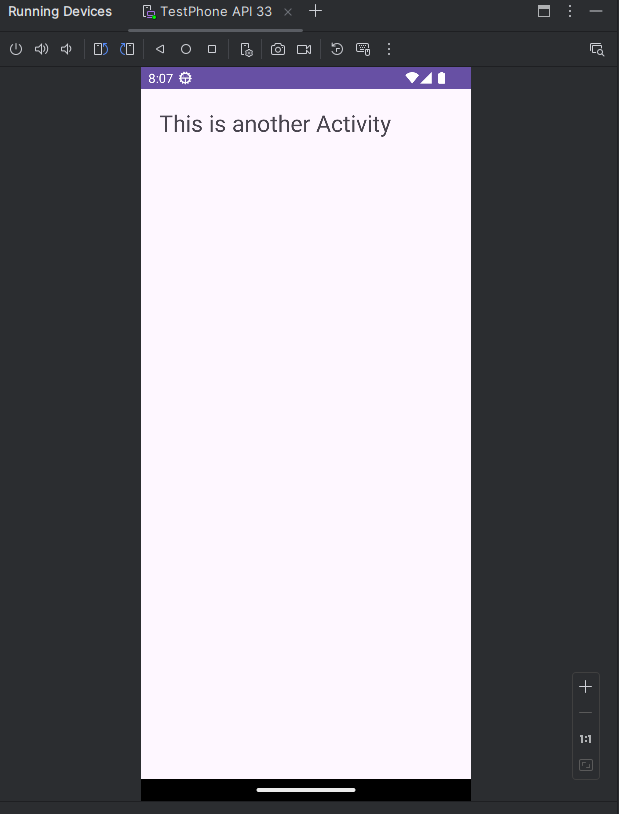 Running Devices
TestPhone API 33
8:07
This is another Activity
1:1